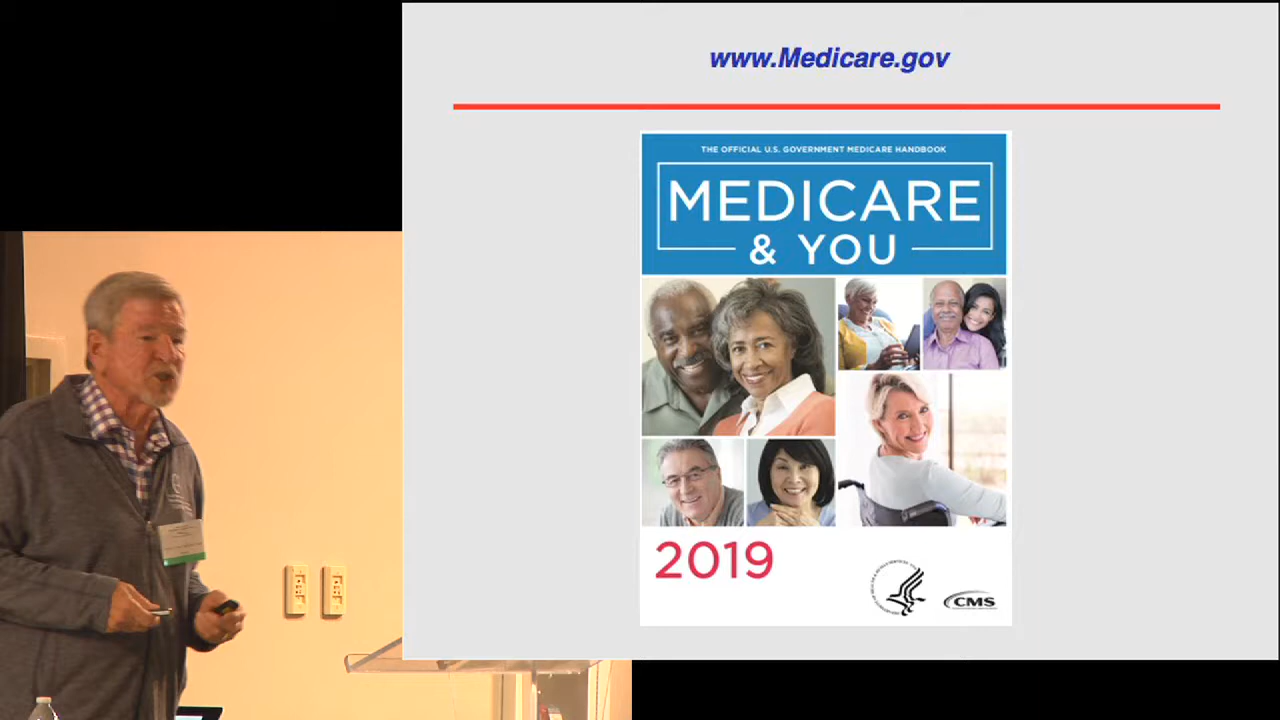 www.Medicare.gov
THE OFFICIAL U.S. GOVERNMENT MEDICARE HANDBOOK
MEDICARE
& YOU
2019
CMS